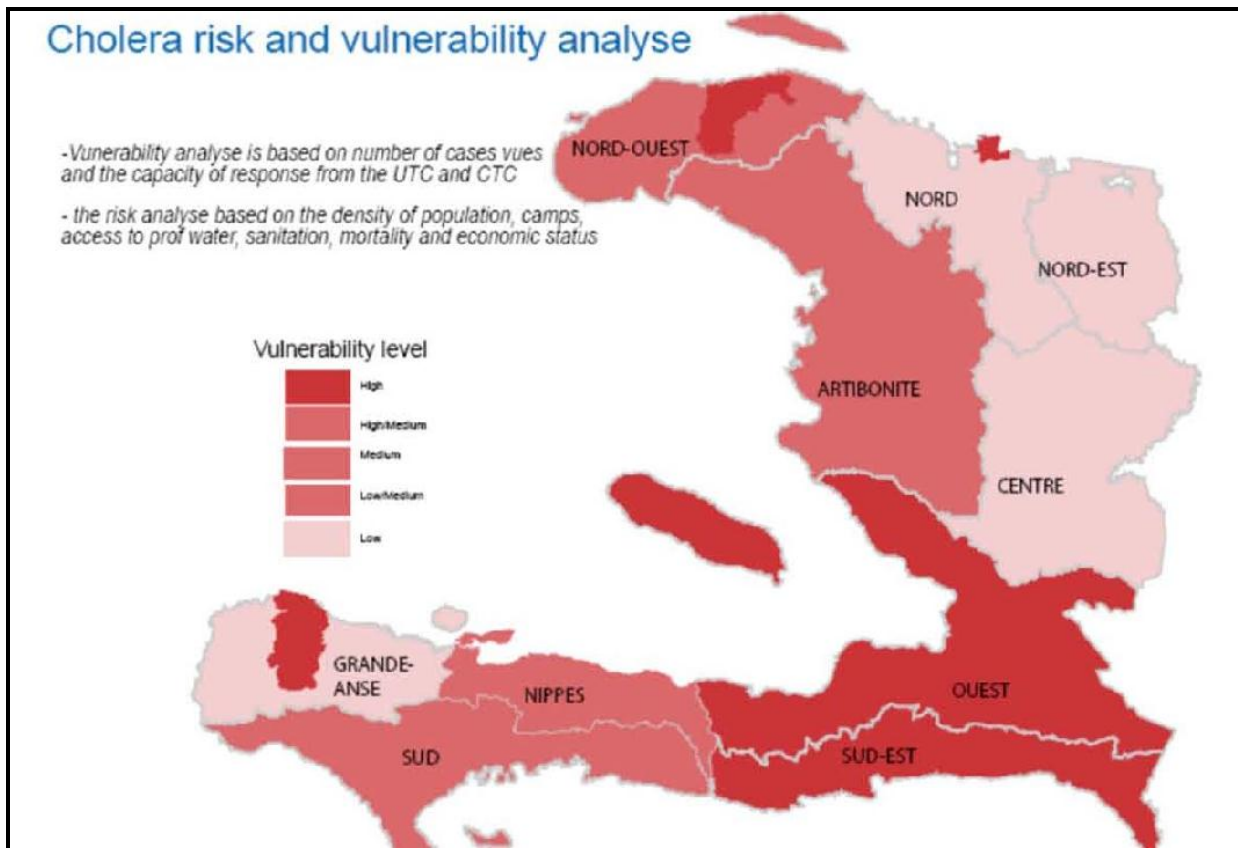 Cholera risk and vulnerability analyse
-Vunerability analyse is based on number of cases vues
and the capacity of response from the UTC and CTC
- the risk analyse based on the density of population, camps,
access to prof water, sanitation, mortality and economic status
Vulnerability level
High
High/Medium
Medium
Low/Medium
Low
NORD-OUEST
NORD
NORD-EST
ARTIBONITE
CENTRE
GRANDE-
ANSE
NIPPES
OUEST
SUD
SUD-EST